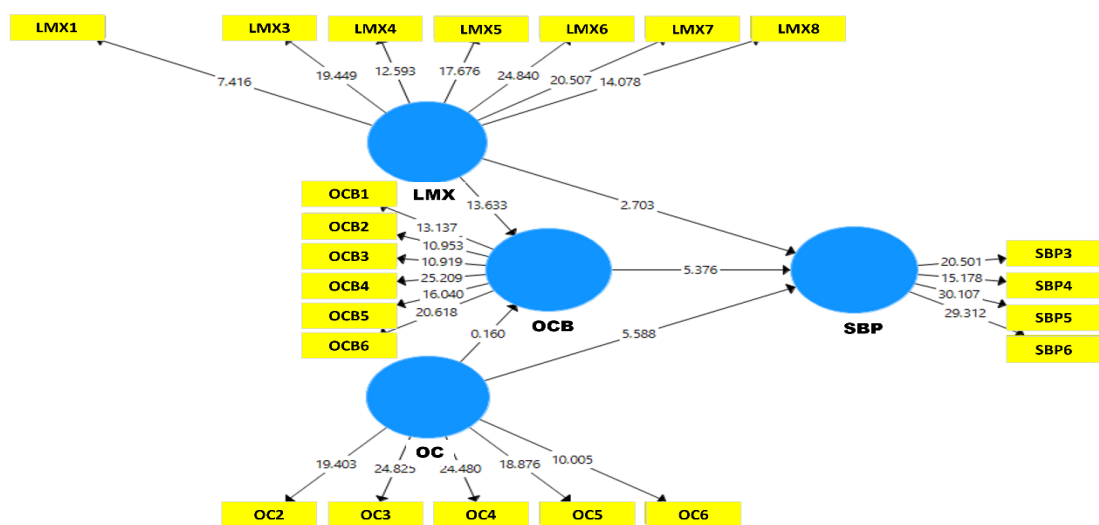 LMX1
LMX3
LMX4
LMX5
LMX6
LMX7
LMX8
7.416
19.449
12.593
17.676
24.840
20.507
14.078
LMX
13.633
2.703
OCB1
OCB2
OCB3
OCB4
OCB5
OCB6
13.137
10.953
10.919
25.209
16.040
20.618
OCB
5.376
0.160
5.588
SBP
20.501
15.178
30.107
29.312
SBP3
SBP4
SBP5
SBP6
OC
19.403
24.825
24.480
18.876
10.005
OC2
OC3
OC4
OC5
OC6